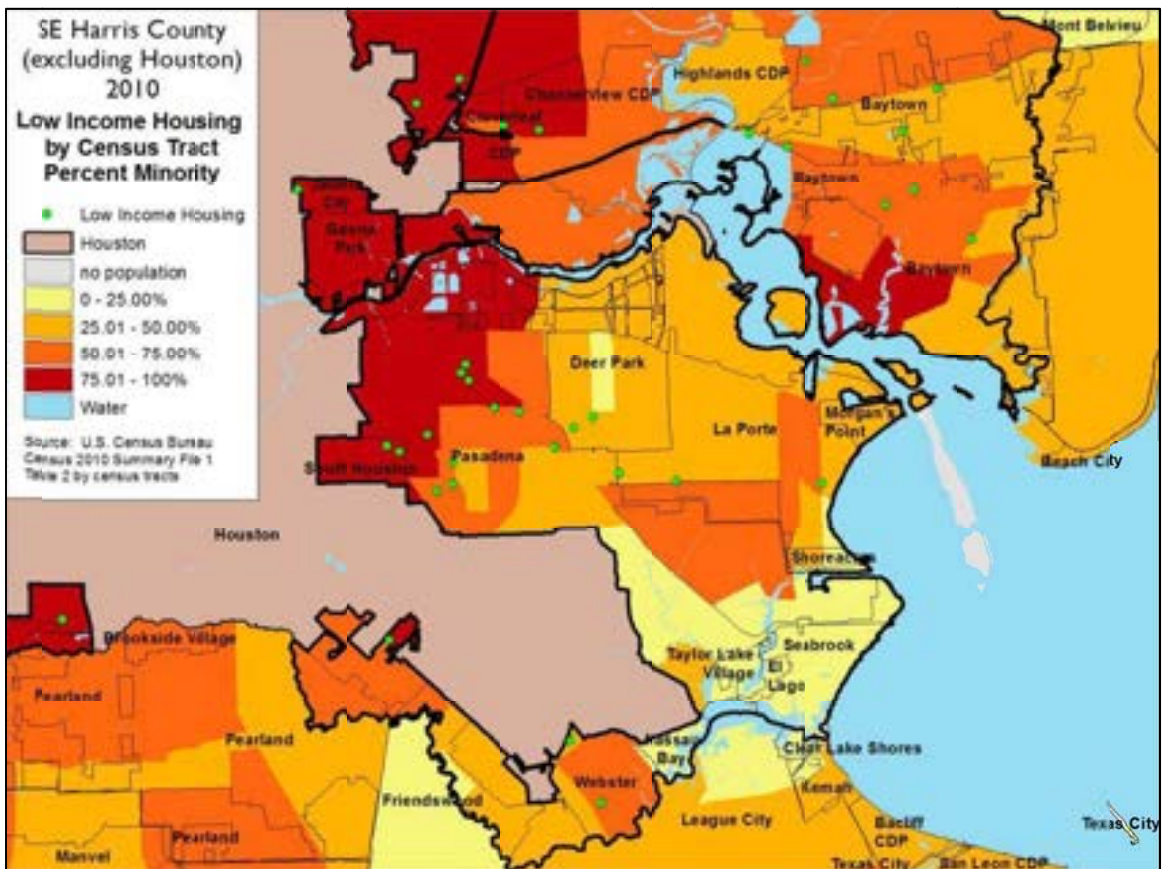 SE Harris County
(excluding Houston)
2010
Low Income Housing
by Census Tract
Percent Minority
Low Income Housing
Houston
no population
0 - 25.00%
25.01 - 50.00%
50.01 - 75.00%
75.01 - 100%
Water
Source: U.S. Census Bureau
Census 2010 Summary File 1
Table 2 by census tracts
Mont Belvieu
Highlands CDP
Channelview CDP
Baytown
Cloverleaf
CDP
Baytown
City
Galena
Park
Baytown
Deer Park
La Porte
Morgan's
Point
Pasadena
South Houston
Beach City
Houston
Shoreacres
Brookside Village
Seabrook
Taylor Lake
Village
El
Lago
Pearland
Pearland
Nassau
Bay
Clear Lake Shores
Webster
Kemah
Friendswood
League City
Bacliff
CDP
Texas City
Pearland
Manvel
Texas City
San Leon CDP